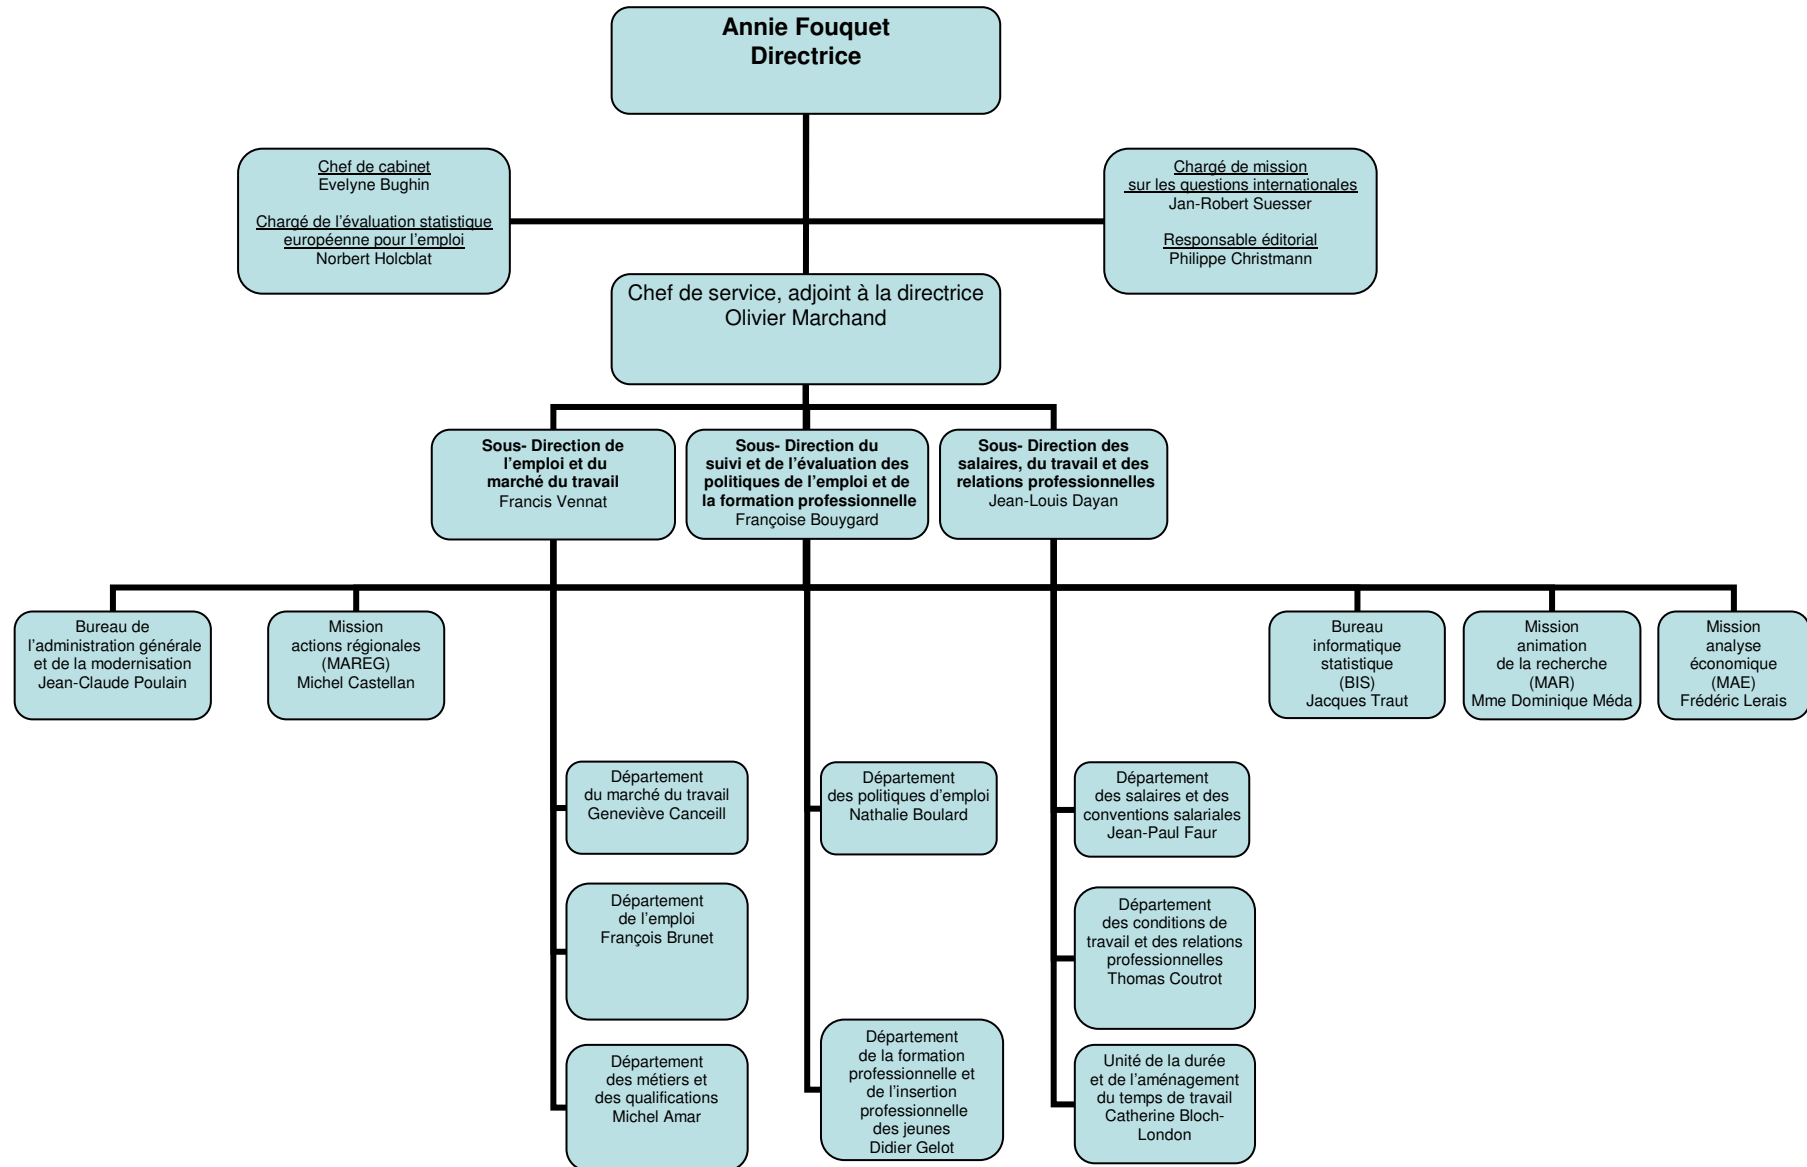 Annie Fouquet
Directrice
Chef de cabinet
Evelyne Bughin
Chargé de l'évaluation statistique
européenne pour l'emploi
Norbert Holcblat
Chargé de mission
sur les questions internationales
Jan-Robert Suesser
Responsable éditorial
Philippe Christmann
Chef de service, adjoint à la directrice
Olivier Marchand
Sous- Direction de
l'emploi et du
marché du travail
Francis Vennat
Sous- Direction du
suivi et de l'évaluation des
politiques de l'emploi et de
la formation professionnelle
Françoise Bouygard
Sous- Direction des
salaires, du travail et des
relations professionnelles
Jean-Louis Dayan
Bureau de
l'administration générale
et de la modernisation
Jean-Claude Poulain
Mission
actions régionales
(MAREG)
Michel Castellan
Bureau
informatique
statistique
(BIS)
Jacques Traut
Mission
animation
de la recherche
(MAR)
Mme Dominique Méda
Mission
analyse
économique
(MAE)
Frédéric Lerais
Département
du marché du travail
Geneviève Canceill
Département
des politiques d'emploi
Nathalie Boulard
Département
des salaires et des
conventions salariales
Jean-Paul Faur
Département
de l'emploi
François Brunet
Département
des conditions de
travail et des relations
professionnelles
Thomas Coutrot
Département
des métiers et
des qualifications
Michel Amar
Département
de la formation
professionnelle et
de l'insertion
professionnelle
des jeunes
Didier Gelot
Unité de la durée
et de l'aménagement
du temps de travail
Catherine Bloch-
London